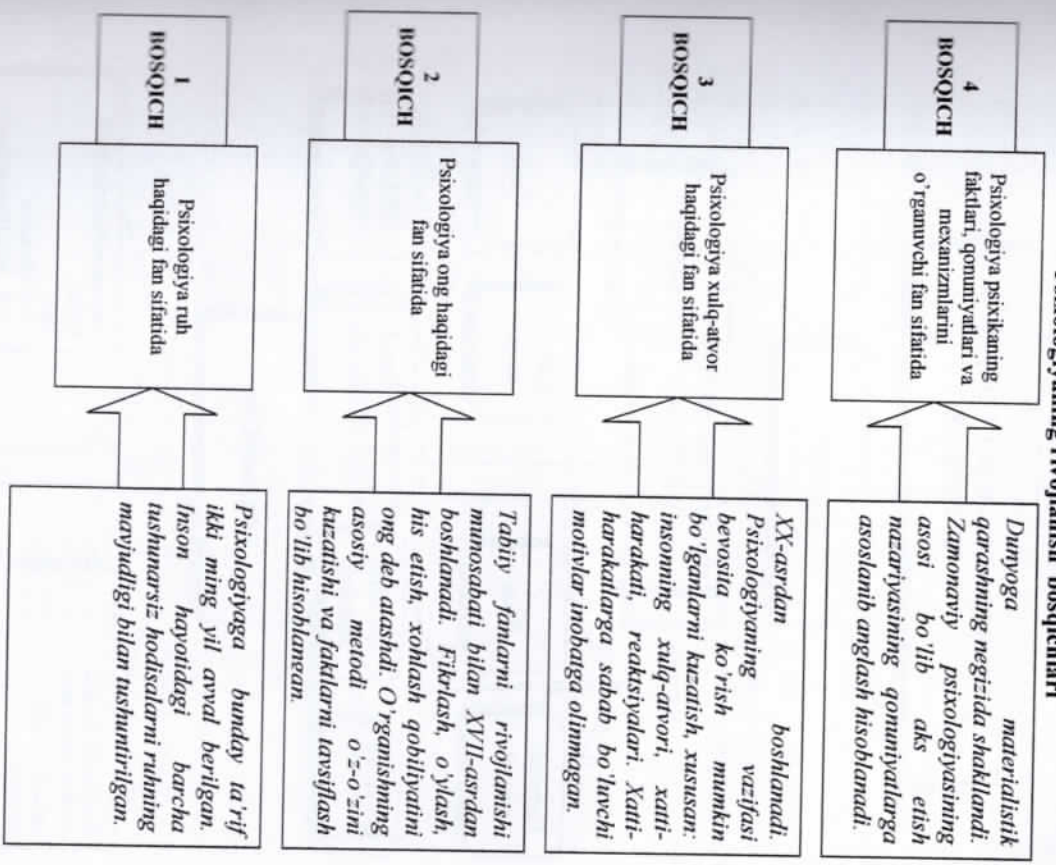 1
BOSQICH
Psixologiya ruh
haqidagi fan sifatida
Psixologiyaga bunday ta'rif
ikki ming yil avval berilgan.
Inson hayotidagi barcha
tushunarsiz hodisalarni ruhning
mavjudligi bilan tushuntirilgan.
2
BOSQICH
Psixologiya ong haqidagi
fan sifatida
Tabiiy fanlarni rivojlanishi
munosabati bilan XVII-asrdan
boshlanadi. Fikrlash, o'ylash,
his etish, xohlash qobiliyatini
ong deb atashdi O'rganishning
asosiy metodi o'z-o'zini
kuzatishi va faktlarni tavsiflash
bo'lib hisoblangan.
3
BOSQICH
Psixologiya xulq-atvor
haqidagi fan sifatida
XX-asrdan boshlanadi.
Psixologiyaning vazifasi
bevosita ko'rish mumkin
bo'lganlarni kuzatish, xususan:
insonning xulq-atvori, xatti-
harakati, reaktsiyalari. Xatti-
harakatlarga sabab bo'luvchi
motivlar inobatga olinmagan.
4
BOSQICH
Psixologiya psixikaning
faktlari, qonuniyatlari va
mexanizmlarini
o'rganuvchi fan sifatida
Dunyoga materialistik
qarashning negizida shakllandi.
Zamonaviy psixologiyasining
asosi bo'lib aks etish
nazariyasining qonuniyatlarga
asoslanib anglash hisoblanadi.